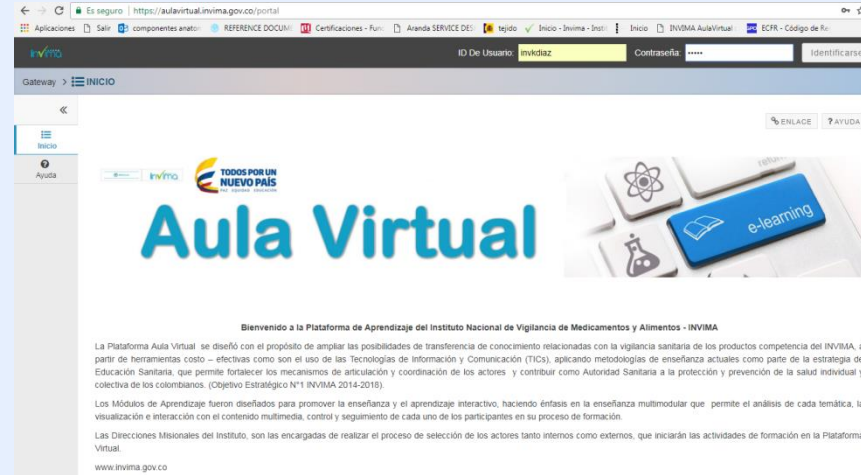 Es seguro | https://aulavirtual.invima.gov.co/portal
Aplicaciones Salir componentes anator REFERENCE DOCUM Certificaciones - Fun Aranda SERVICE DES tejido Inicio - Invima - Insti Inicio INVIMA AulaVirtual ECFR - Código de Re
invima ID De Usuario: invkdiaz Contraseña: ••••• Identificarse
Gateway > INICIO
ENLACE ? AYUDA
Inicio
Ayuda
invima TODOS POR UN
NUEVO PAÍS
PAZ EQUIDAD EDUCACIÓN
Aula Virtual
return
e-learning
Bienvenido a la Plataforma de Aprendizaje del Instituto Nacional de Vigilancia de Medicamentos y Alimentos - INVIMA
La Plataforma Aula Virtual se diseñó con el propósito de ampliar las posibilidades de transferencia de conocimiento relacionadas con la vigilancia sanitaria de los productos competencia del INVIMA, a
partir de herramientas costo – efectivas como son el uso de las Tecnologías de Información y Comunicación (TICs), aplicando metodologías de enseñanza actuales como parte de la estrategia de
Educación Sanitaria, que permite fortalecer los mecanismos de articulación y coordinación de los actores y contribuir como Autoridad Sanitaria a la protección y prevención de la salud individual y
colectiva de los colombianos. (Objetivo Estratégico N°1 INVIMA 2014-2018).
Los Módulos de Aprendizaje fueron diseñados para promover la enseñanza y el aprendizaje interactivo, haciendo énfasis en la enseñanza multimodular que permite el análisis de cada temática, la
visualización e interacción con el contenido multimedia, control y seguimiento de cada uno de los participantes en su proceso de formación.
Las Direcciones Misionales del Instituto, son las encargadas de realizar el proceso de selección de los actores tanto internos como externos, que iniciarán las actividades de formación en la Plataforma
Virtual.
www.invima.gov.co